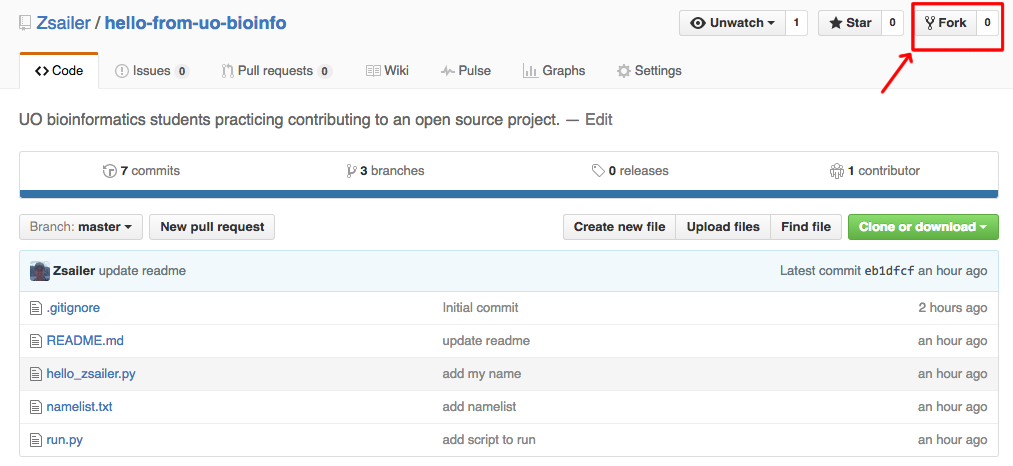 Zsailer / hello-from-uo-bioinfo Unwatch 1 Star 0 Fork 0
Code Issues 0 Pull requests 0 Wiki Pulse Graphs Settings
UO bioinformatics students practicing contributing to an open source project. — Edit
7 commits 3 branches 0 releases 1 contributor
Branch: master New pull request Create new file Upload files Find file Clone or download
Zsailer update readme Latest commit eb1dfcf an hour ago
.gitignore Initial commit 2 hours ago
README.md update readme an hour ago
hello_zsailer.py add my name an hour ago
namelist.txt add namelist an hour ago
run.py add script to run an hour ago